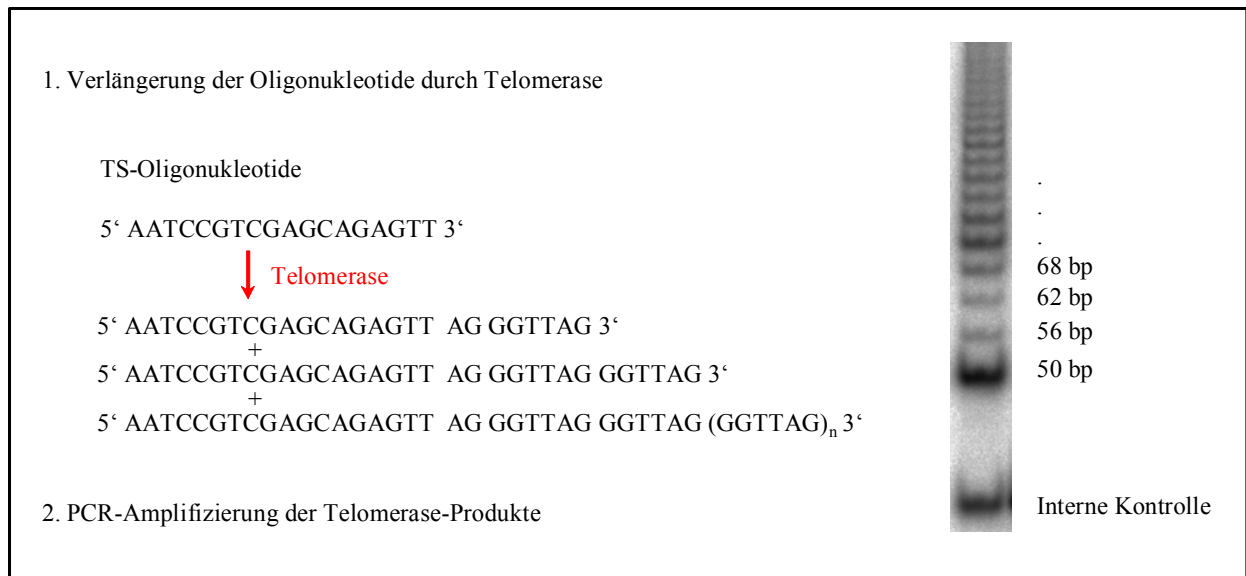 1. Verlängerung der Oligonukleotide durch Telomerase
TS-Oligonukleotide
5‘ AATCCGTCGAGCAGAGTT 3‘
Telomerase
5‘ AATCCGTCGAGCAGAGTT AG GGTTAG 3‘
+
5‘ AATCCGTCGAGCAGAGTT AG GGTTAG GGTTAG 3‘
+
5‘ AATCCGTCGAGCAGAGTT AG GGTTAG GGTTAG (GGTTAG)n 3‘
2. PCR-Amplifizierung der Telomerase-Produkte
.
.
.
68 bp
62 bp
56 bp
50 bp
Interne Kontrolle